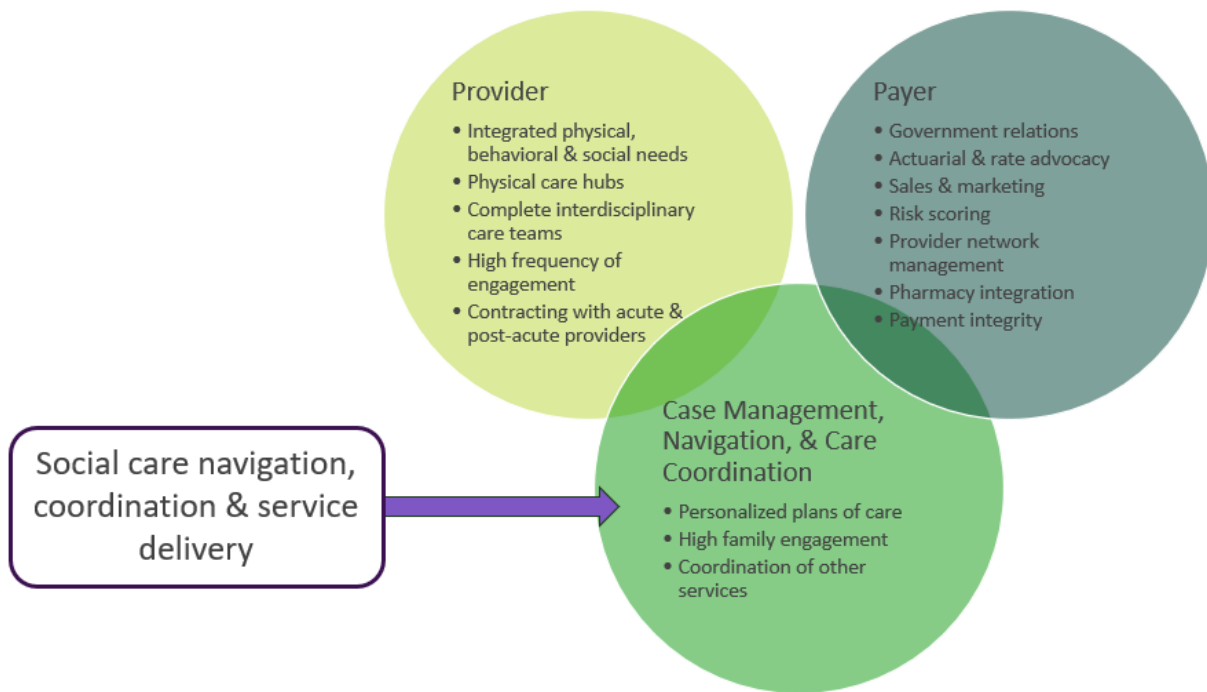 Provider
• Integrated physical,
behavioral & social needs
• Physical care hubs
• Complete interdisciplinary
care teams
• High frequency of
engagement
• Contracting with acute &
post-acute providers
Payer
• Government relations
• Actuarial & rate advocacy
• Sales & marketing
• Risk scoring
• Provider network
management
• Pharmacy integration
• Payment integrity
Case Management,
Navigation, & Care
Coordination
• Personalized plans of care
• High family engagement
• Coordination of other
services
Social care navigation,
coordination & service
delivery